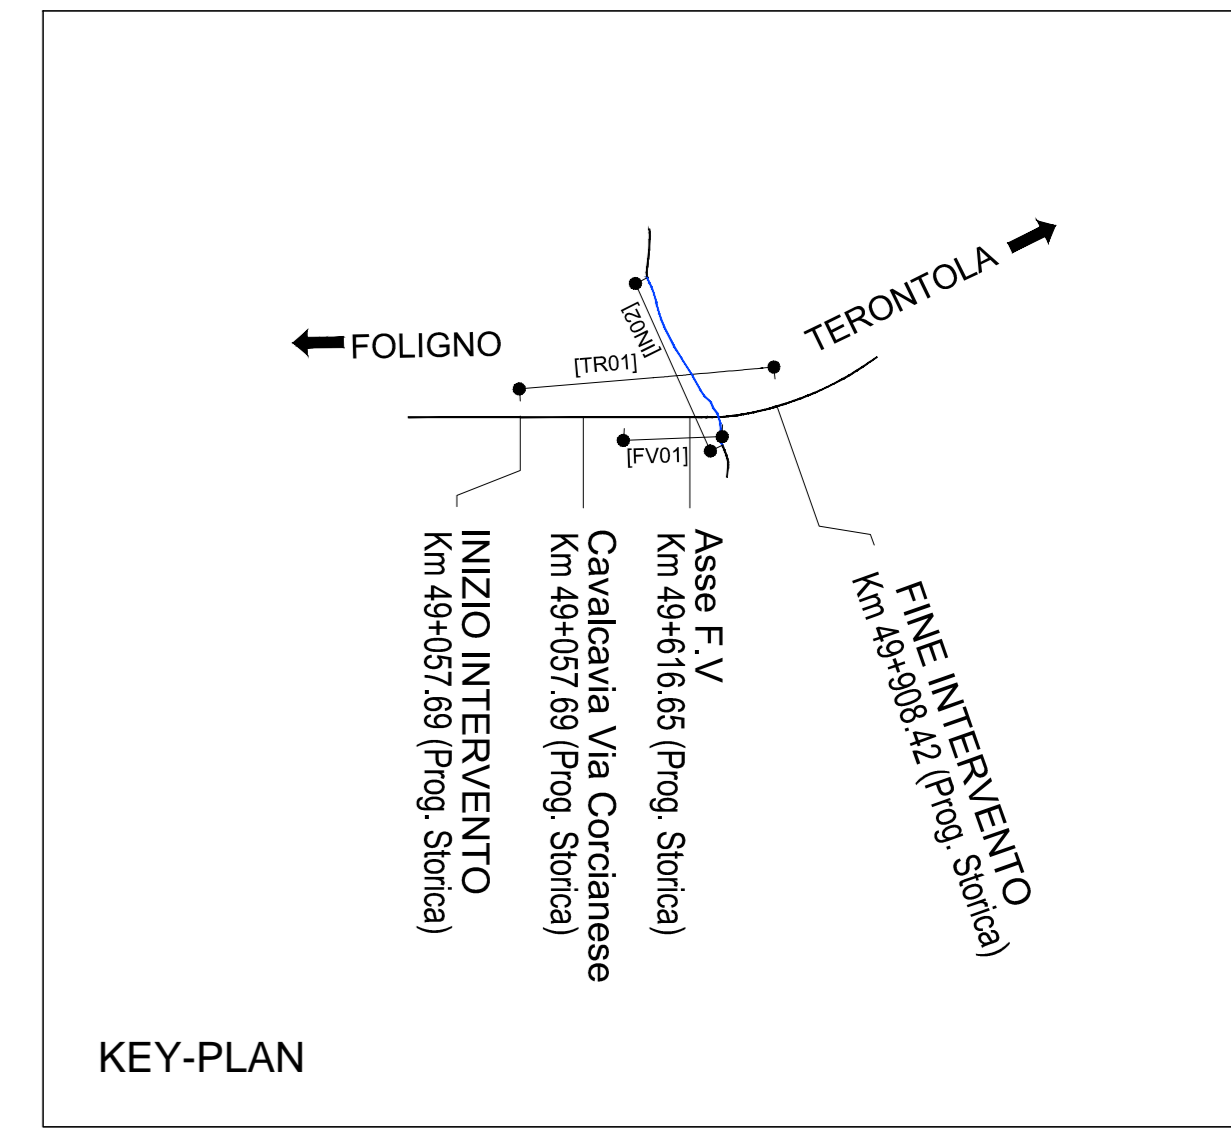 TERONTOLA
FOLIGNO
[IN02]
[TR01]
[FV01]
INIZIO INTERVENTO
Km 49+057.69 (Prog. Storica)
Cavalcavia Via Corcianese
Km 49+057.69 (Prog. Storica)
Asse F.V
Km 49+616.65 (Prog. Storica)
FINE INTERVENTO
Km 49+908.42 (Prog. Storica)
KEY-PLAN